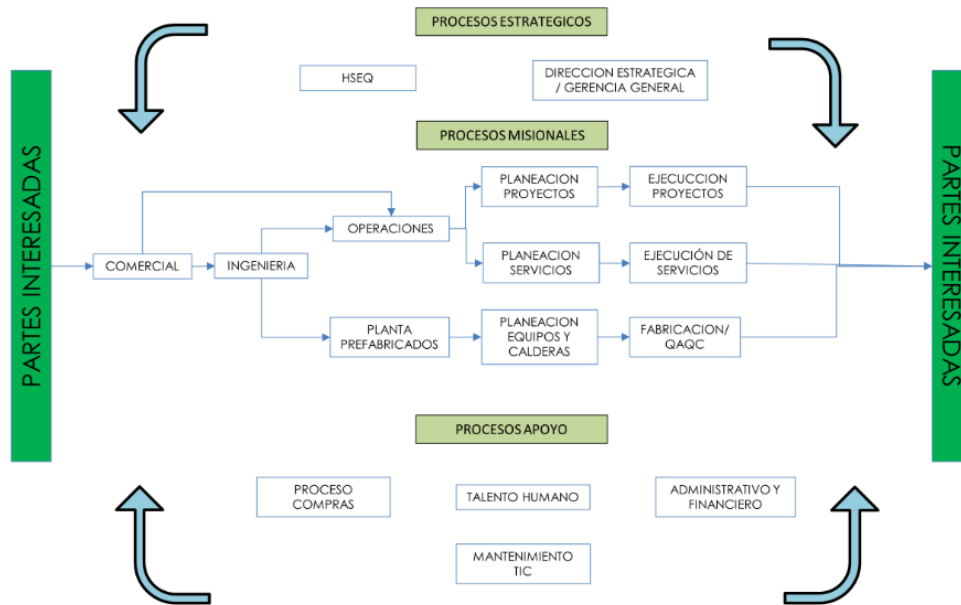 PROCESOS ESTRATEGICOS
HSEQ
DIRECCION ESTRATEGICA
/ GERENCIA GENERAL
PARTES INTERESADAS
PROCESOS MISIONALES
PLANEACION
PROYECTOS
EJECUCCION
PROYECTOS
OPERACIONES
COMERCIAL
INGENIERIA
PLANEACION
SERVICIOS
EJECUCIÓN DE
SERVICIOS
PLANTA
PREFABRICADOS
PLANEACION
EQUIPOS Y
CALDERAS
FABRICACION/
QAQC
PARTES INTERESADAS
PROCESOS APOYO
PROCESO
COMPRAS
TALENTO HUMANO
ADMINISTRATIVO Y
FINANCIERO
MANTENIMIENTO
TIC